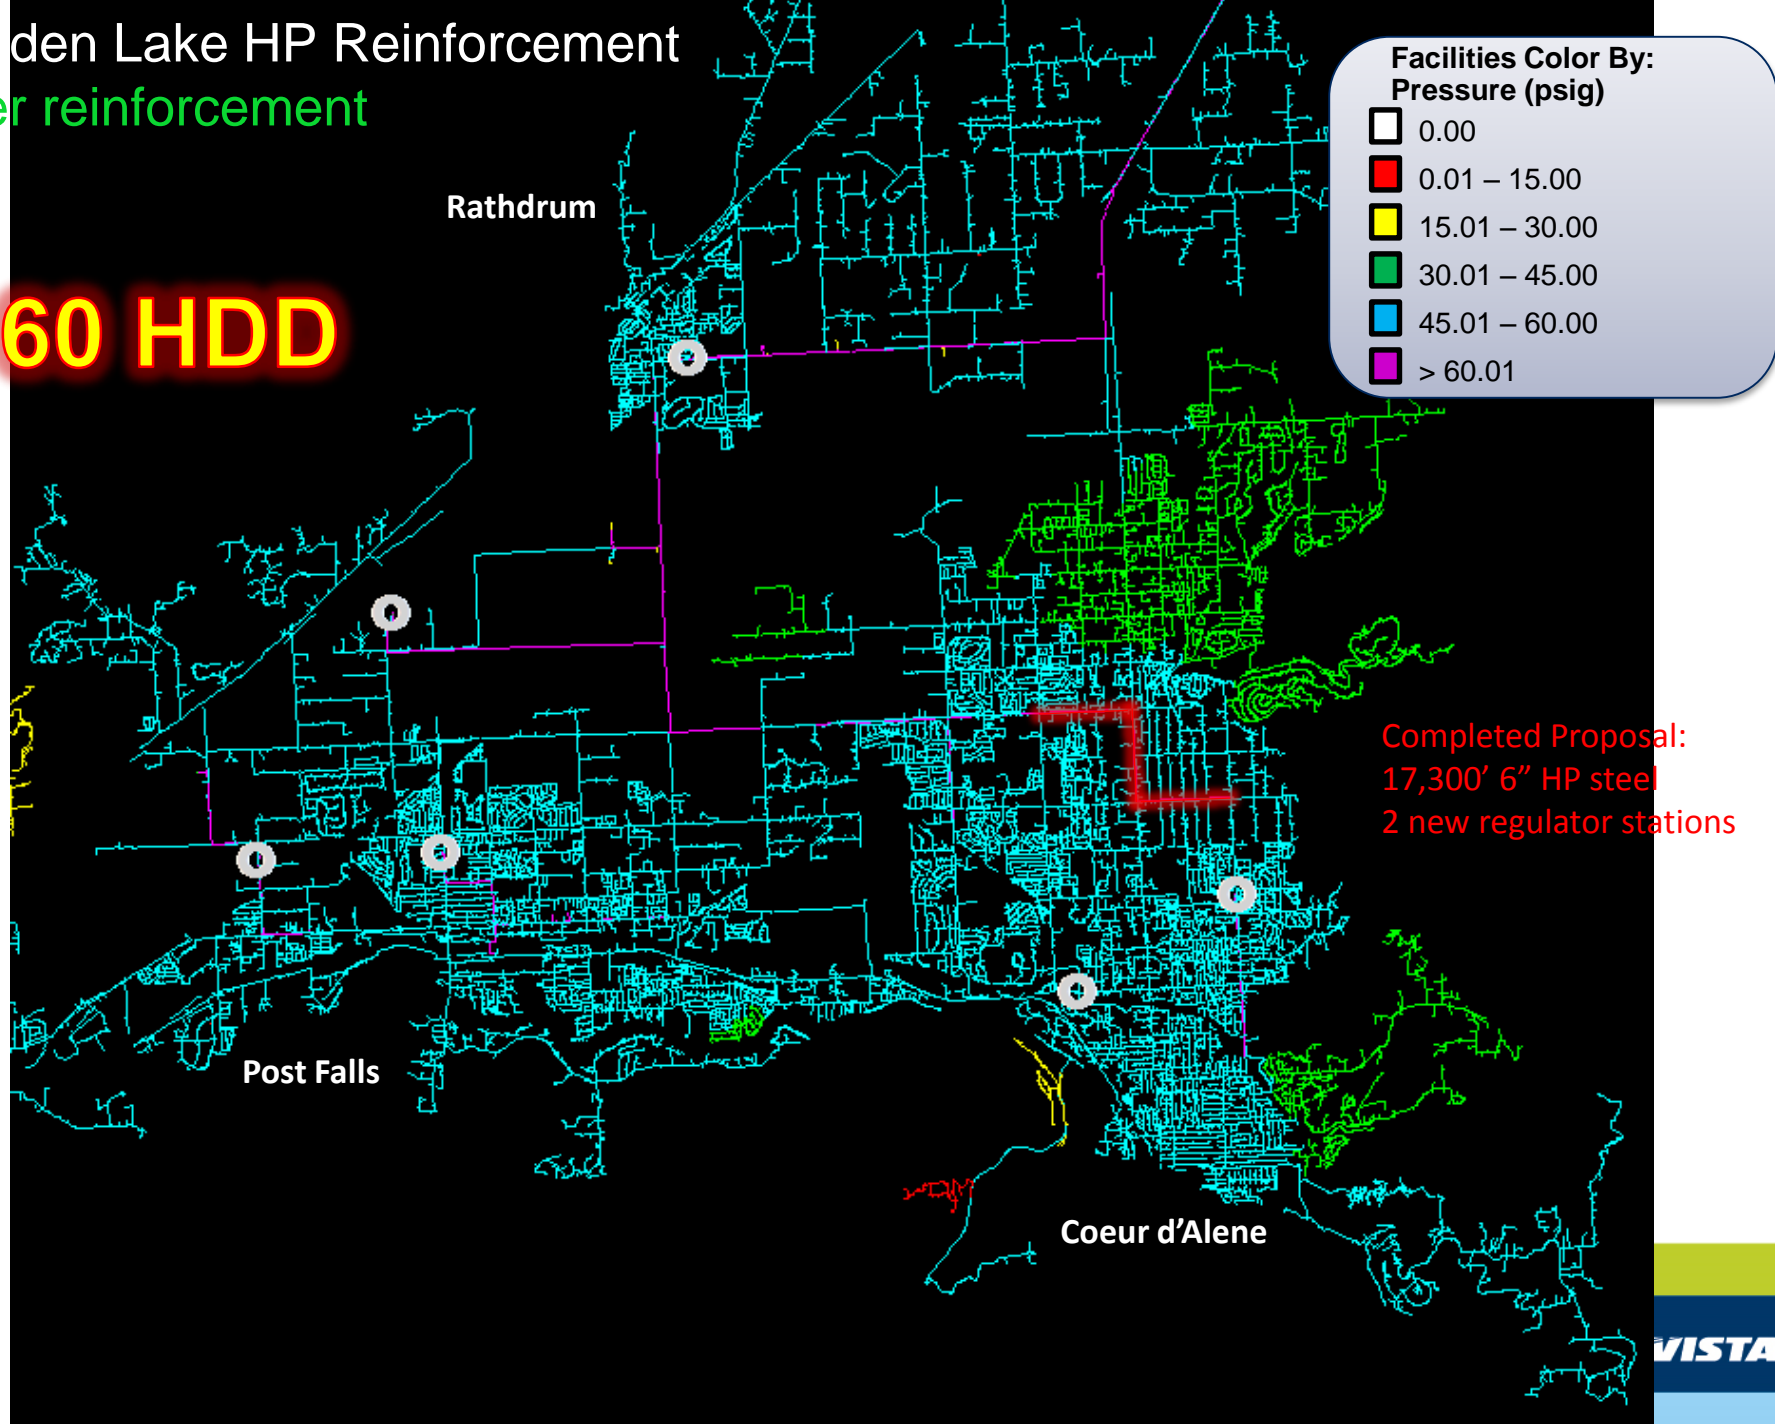 den Lake HP Reinforcement
er reinforcement
Facilities Color By:
Pressure (psig)
0.00
0.01 – 15.00
15.01 – 30.00
30.01 – 45.00
45.01 – 60.00
> 60.01
Rathdrum
60 HDD
Completed Proposal:
17,300’ 6” HP steel
2 new regulator stations
Post Falls
Coeur d’Alene
VISTA